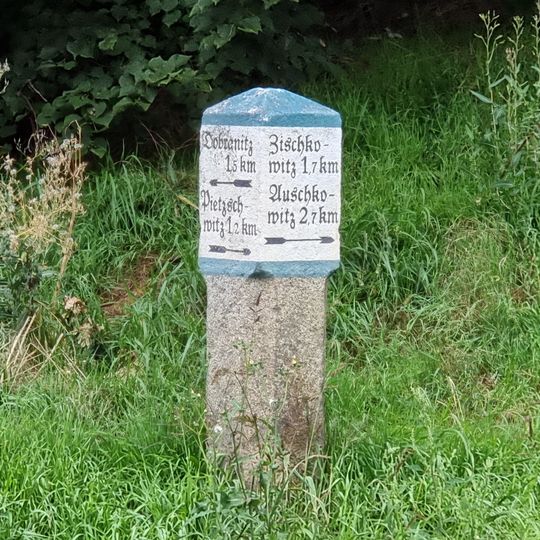 Dobranitz
1,5 km
Pietzsch-
witz 1,2 km
Zischko-
witz 1,7 km
Auschko-
witz 2,7 km